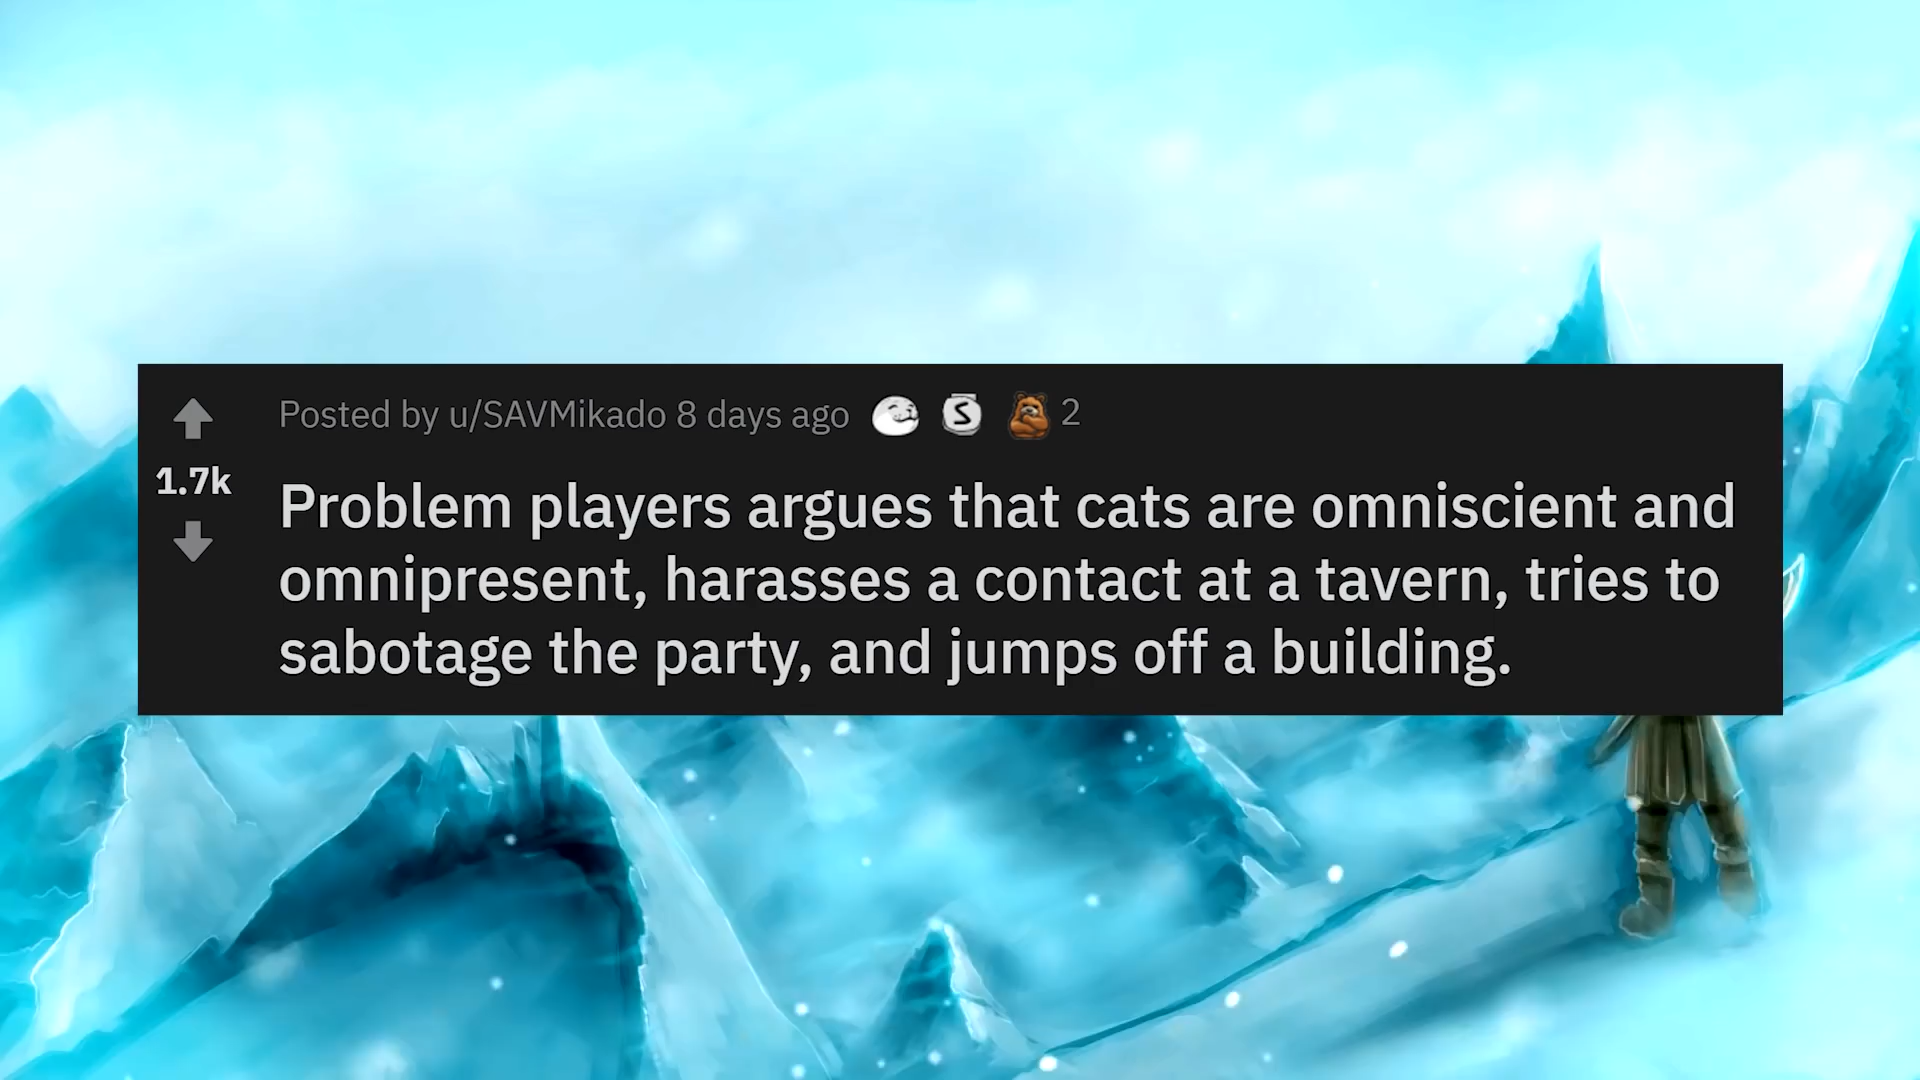 Posted by u/SAVMikado 8 days ago S 2
1.7k
Problem players argues that cats are omniscient and
omnipresent, harasses a contact at a tavern, tries to
sabotage the party, and jumps off a building.